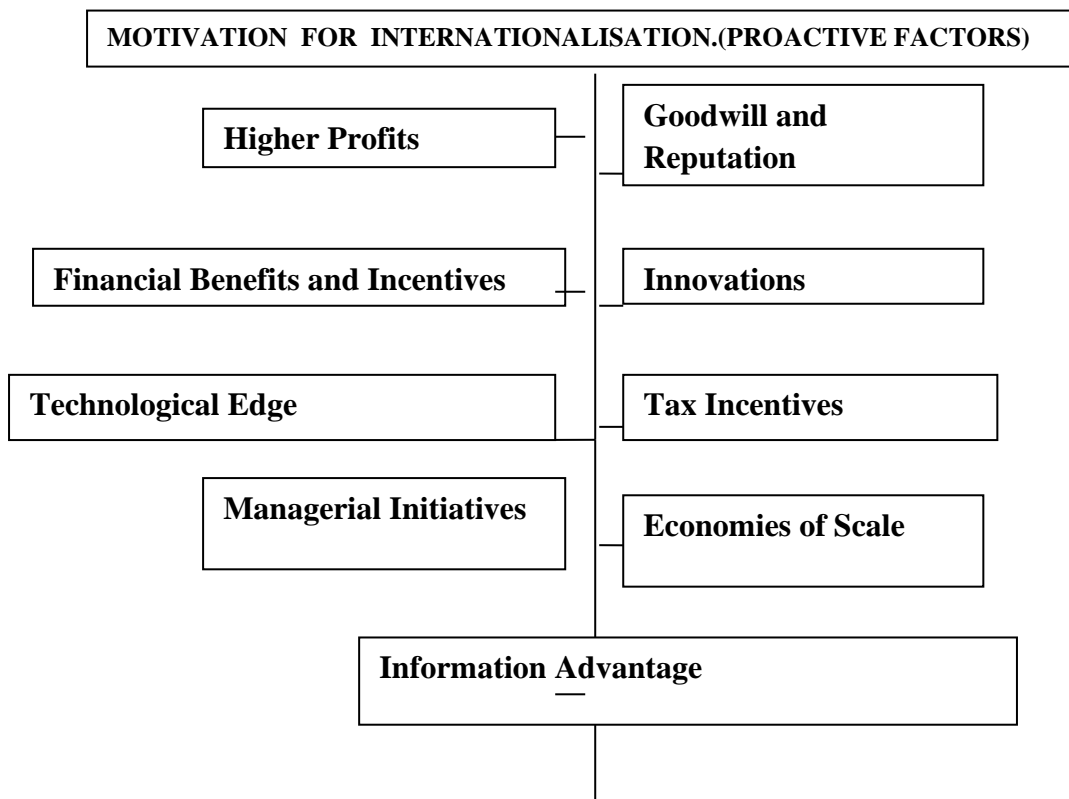 MOTIVATION FOR INTERNATIONALISATION.(PROACTIVE FACTORS)
Higher Profits
Goodwill and
Reputation
Financial Benefits and Incentives
Innovations
Technological Edge
Tax Incentives
Managerial Initiatives
Economies of Scale
Information Advantage